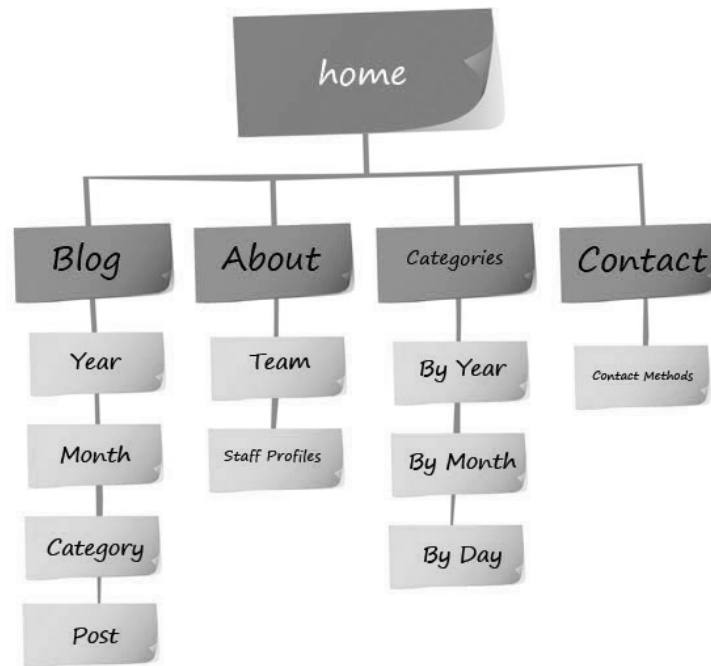 home
Blog
About
Categories
Contact
Year
Team
By Year
Contact Methods
Month
Staff Profiles
By Month
Category
By Day
Post